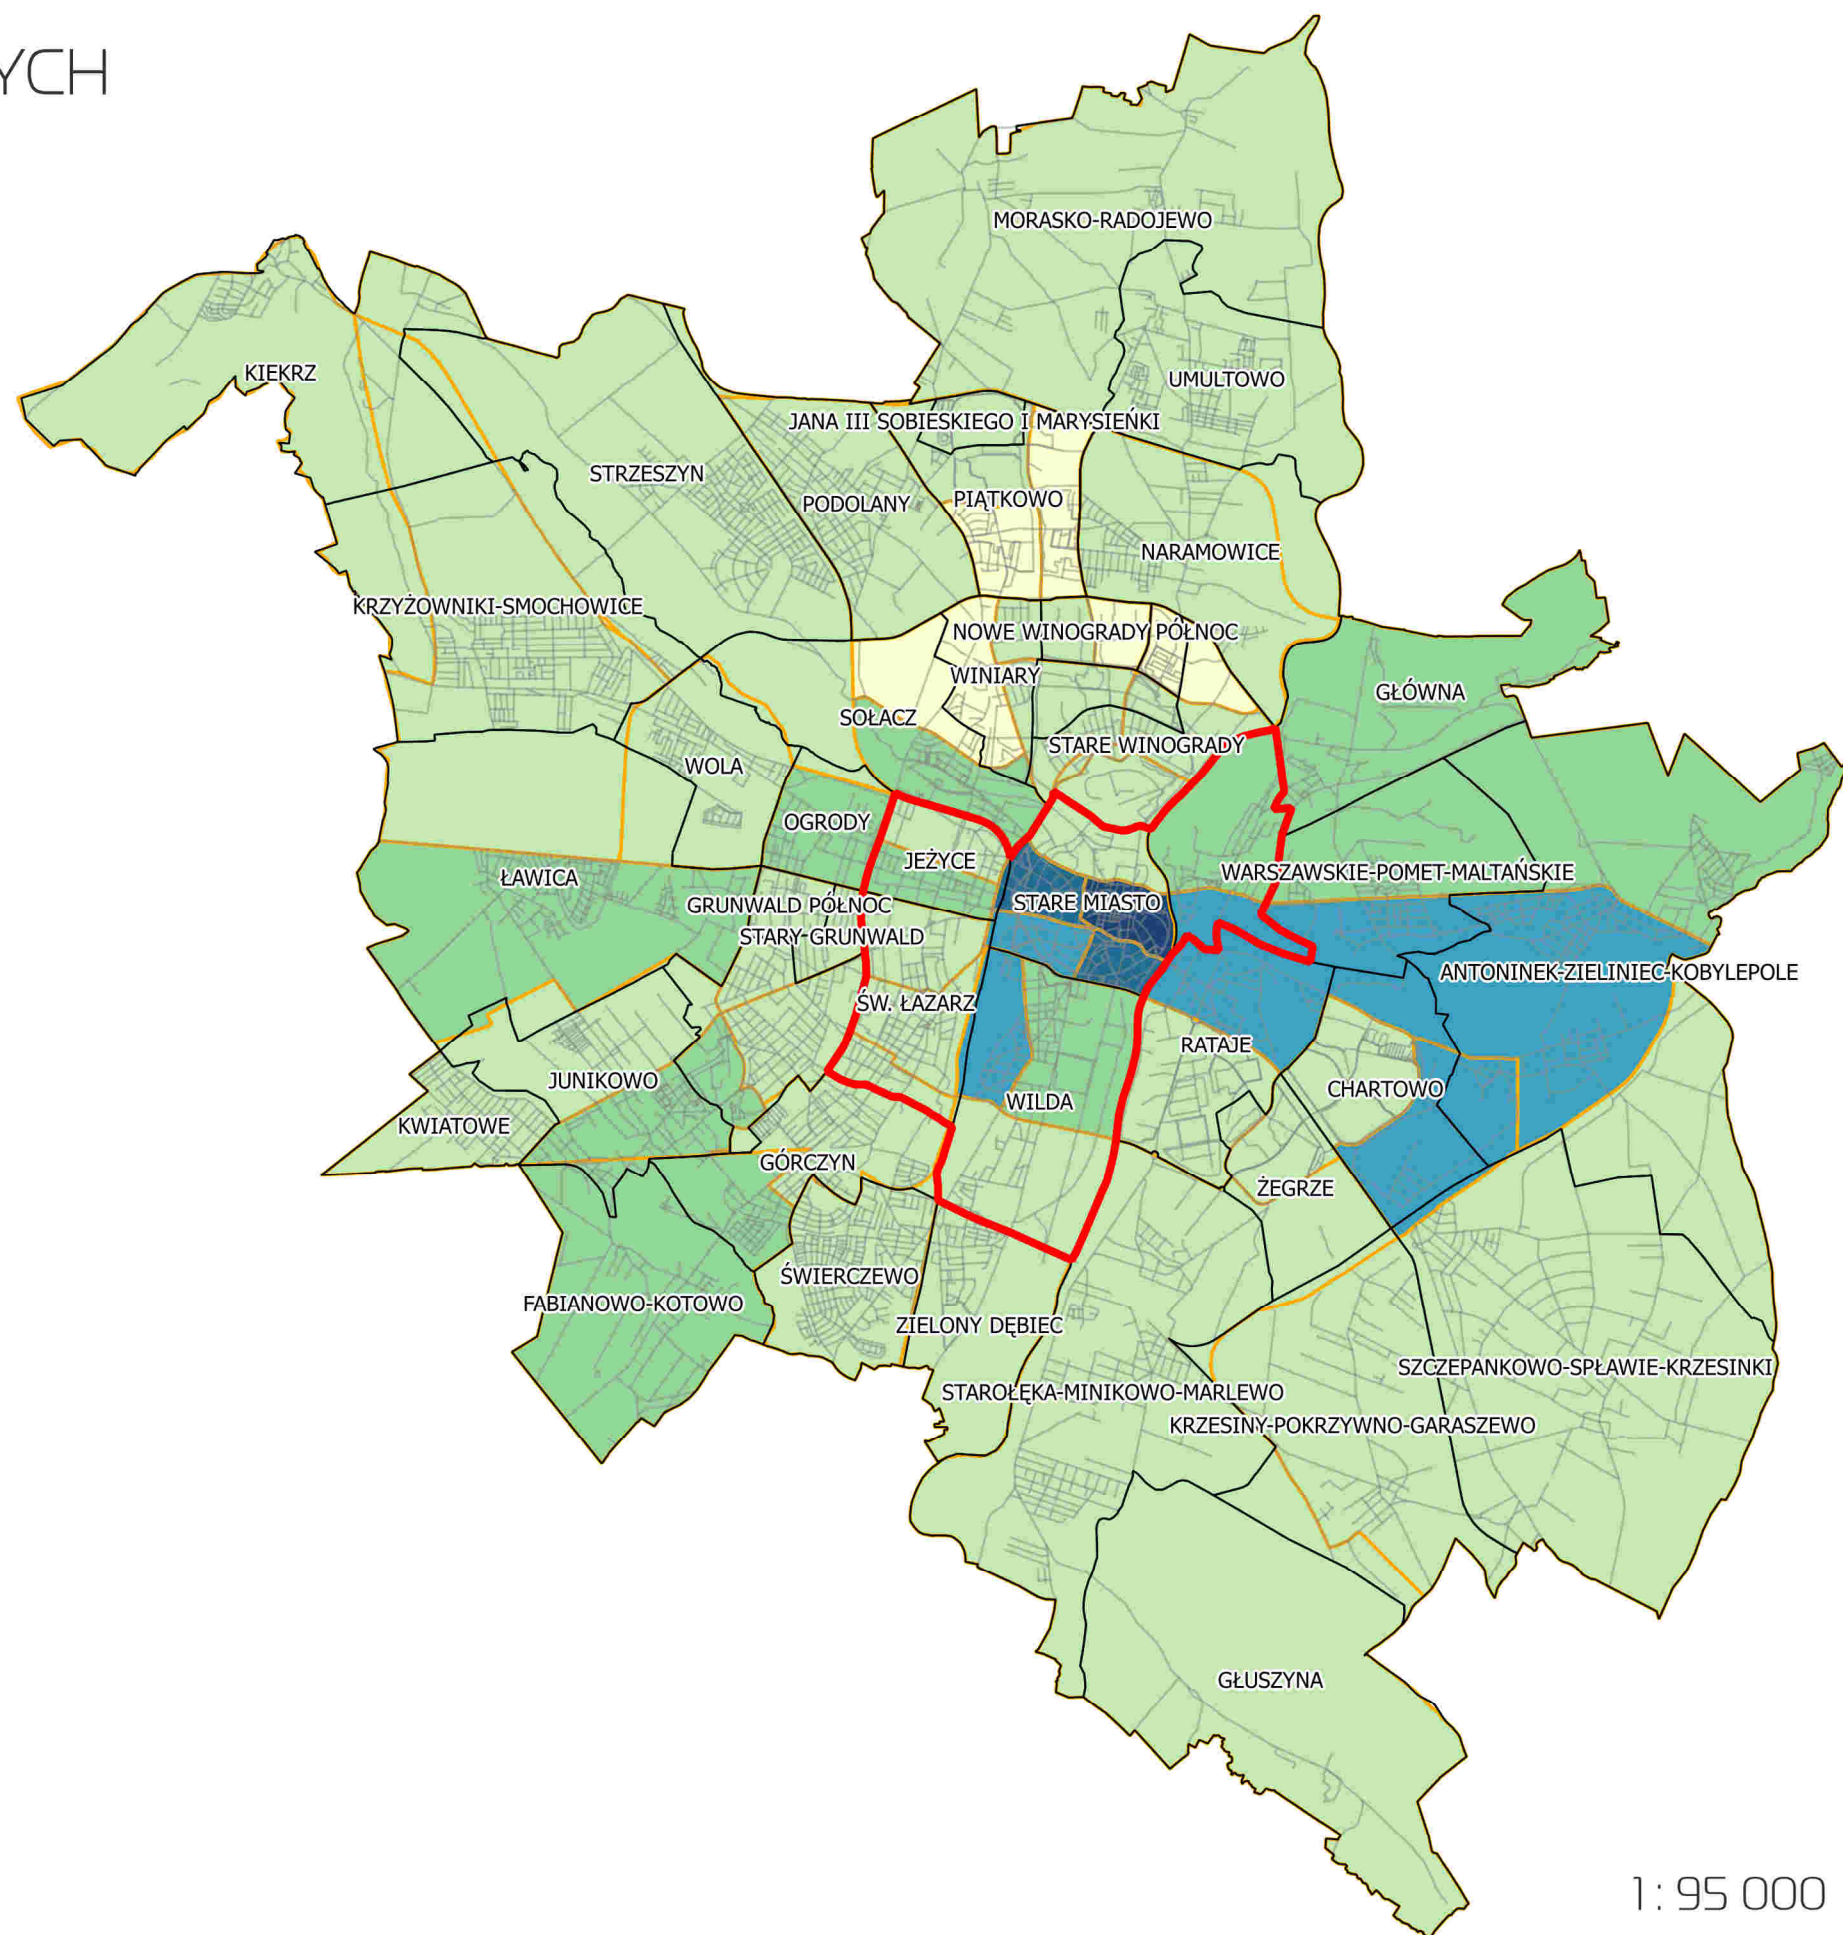 YCH
MORASKO-RADOJEWO
KIEKRZ
UMULTOWO
JANA III SOBIESKIEGO I MARYSIEŃKI
STRZESZYN
PODOLANY
PIĄTKOWO
NARAMOWICE
KRZYŻOWNIKI-SMOCHOWICE
NOWE WINOGRADY PÓŁNOC
WINIARY
GŁÓWNA
SOŁACZ
STARE WINOGRADY
WOLA
OGRODY
JEŻYCE
WARSZAWSKIE-POMET-MALTAŃSKIE
ŁAWICA
GRUNWALD PÓŁNOC
STARE MIASTO
STARY GRUNWALD
ANTONINEK-ZIELINIEC-KOBYLEPOLE
ŚW. ŁAZARZ
RATAJE
JUNIKOWO
CHARTOWO
WILDA
KWIATOWE
GÓRCZYN
ŻEGRZE
ŚWIERCZEWO
FABIANOWO-KOTOWO
ZIELONY DĘBIEC
SZCZEPANKOWO-SPŁAWIE-KRZESINKI
STAROŁĘKA-MINIKOWO-MARLEWO
KRZESINY-POKRZYWNO-GARASZEWO
GŁUSZYNA
1: 95 000